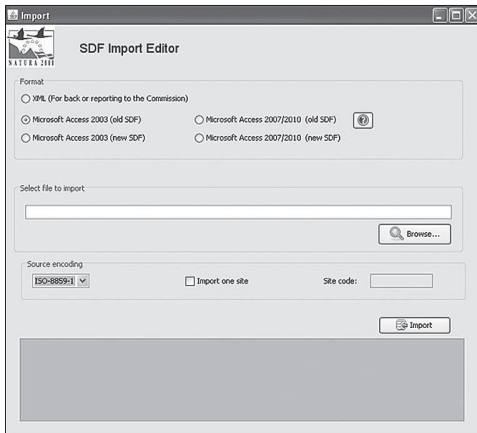 Import
NATURA 2000
SDF Import Editor
Format
XML (For back or reporting to the Commission)
Microsoft Access 2003 (old SDF)
Microsoft Access 2007/2010 (old SDF)
Microsoft Access 2003 (new SDF)
Microsoft Access 2007/2010 (new SDF)
Select file to import
Browse...
Source encoding
ISO-8859-1
Import one site
Site code:
Import